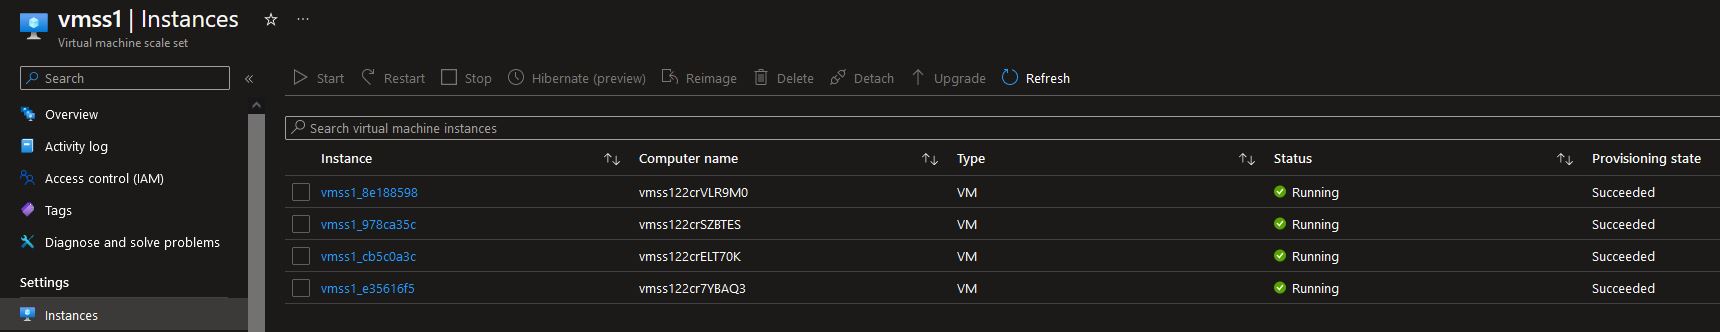 vmss1 | Instances
Virtual machine scale set
Search
Overview
Activity log
Access control (IAM)
Tags
Diagnose and solve problems
Settings
Instances
Start Restart Stop Hibernate (preview) Reimage Delete Detach Upgrade Refresh
Search virtual machine instances
Instance Computer name Type Status Provisioning state
vmss1_8e188598 vmss122crVLR9M0 VM Running Succeeded
vmss1_978ca35c vmss122crSZBTES VM Running Succeeded
vmss1_cb5c0a3c vmss122crELT70K VM Running Succeeded
vmss1_e35616f5 vmss122cr7YBAQ3 VM Running Succeeded